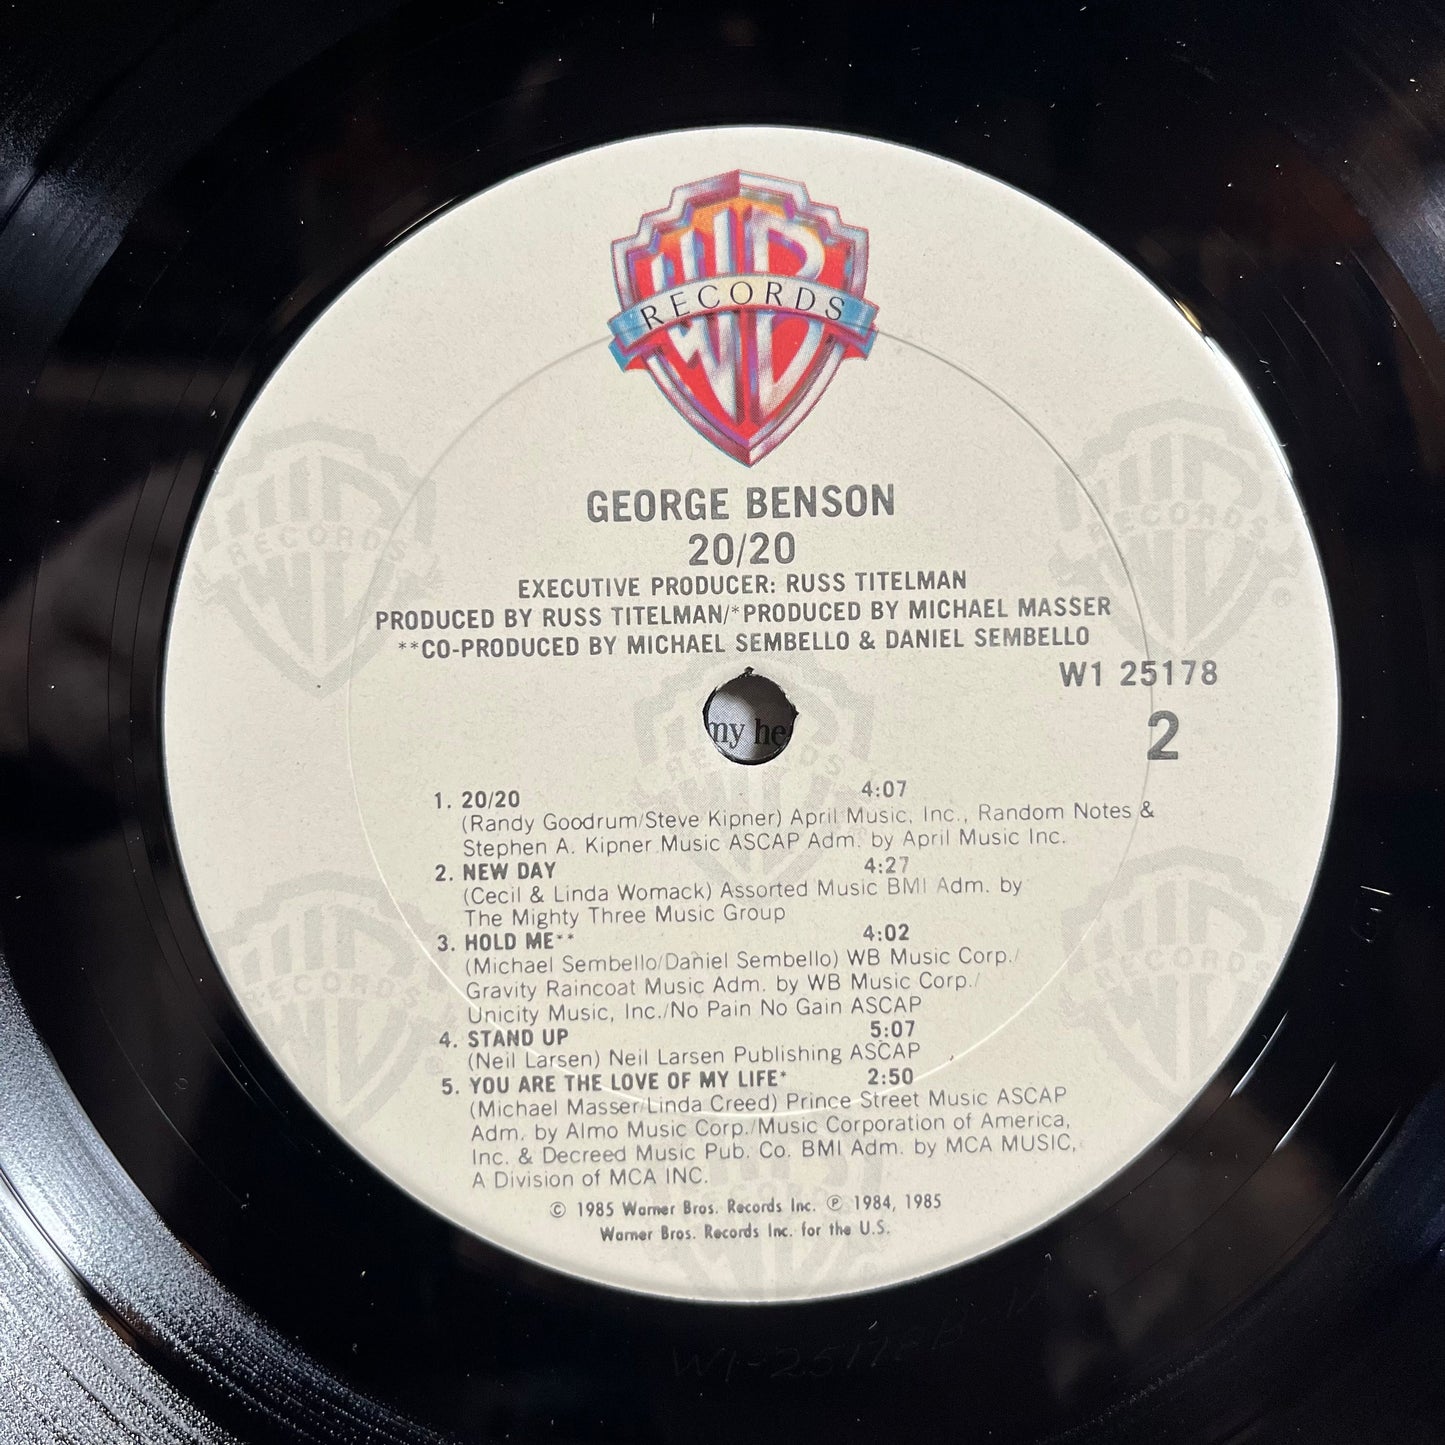 WB
RECORDS
GEORGE BENSON
20/20
EXECUTIVE PRODUCER: RUSS TITELMAN
PRODUCED BY RUSS TITELMAN/*PRODUCED BY MICHAEL MASSER
**CO-PRODUCED BY MICHAEL SEMBELLO & DANIEL SEMBELLO
W1 25178
2
my he
1. 20/20 4:07
(Randy Goodrum/Steve Kipner) April Music, Inc., Random Notes &
Stephen A. Kipner Music ASCAP Adm. by April Music Inc.
2. NEW DAY 4:27
(Cecil & Linda Womack) Assorted Music BMI Adm. by
The Mighty Three Music Group
3. HOLD ME** 4:02
(Michael Sembello/Daniel Sembello) WB Music Corp./
Gravity Raincoat Music Adm. by WB Music Corp./
Unicity Music, Inc./No Pain No Gain ASCAP
4. STAND UP 5:07
(Neil Larsen) Neil Larsen Publishing ASCAP
5. YOU ARE THE LOVE OF MY LIFE* 2:50
(Michael Masser/Linda Creed) Prince Street Music ASCAP
Adm. by Almo Music Corp./Music Corporation of America,
Inc. & Decreed Music Pub. Co. BMI Adm. by MCA MUSIC,
A Division of MCA INC.
© 1985 Warner Bros. Records Inc. ℗ 1984, 1985
Warner Bros. Records Inc. for the U.S.